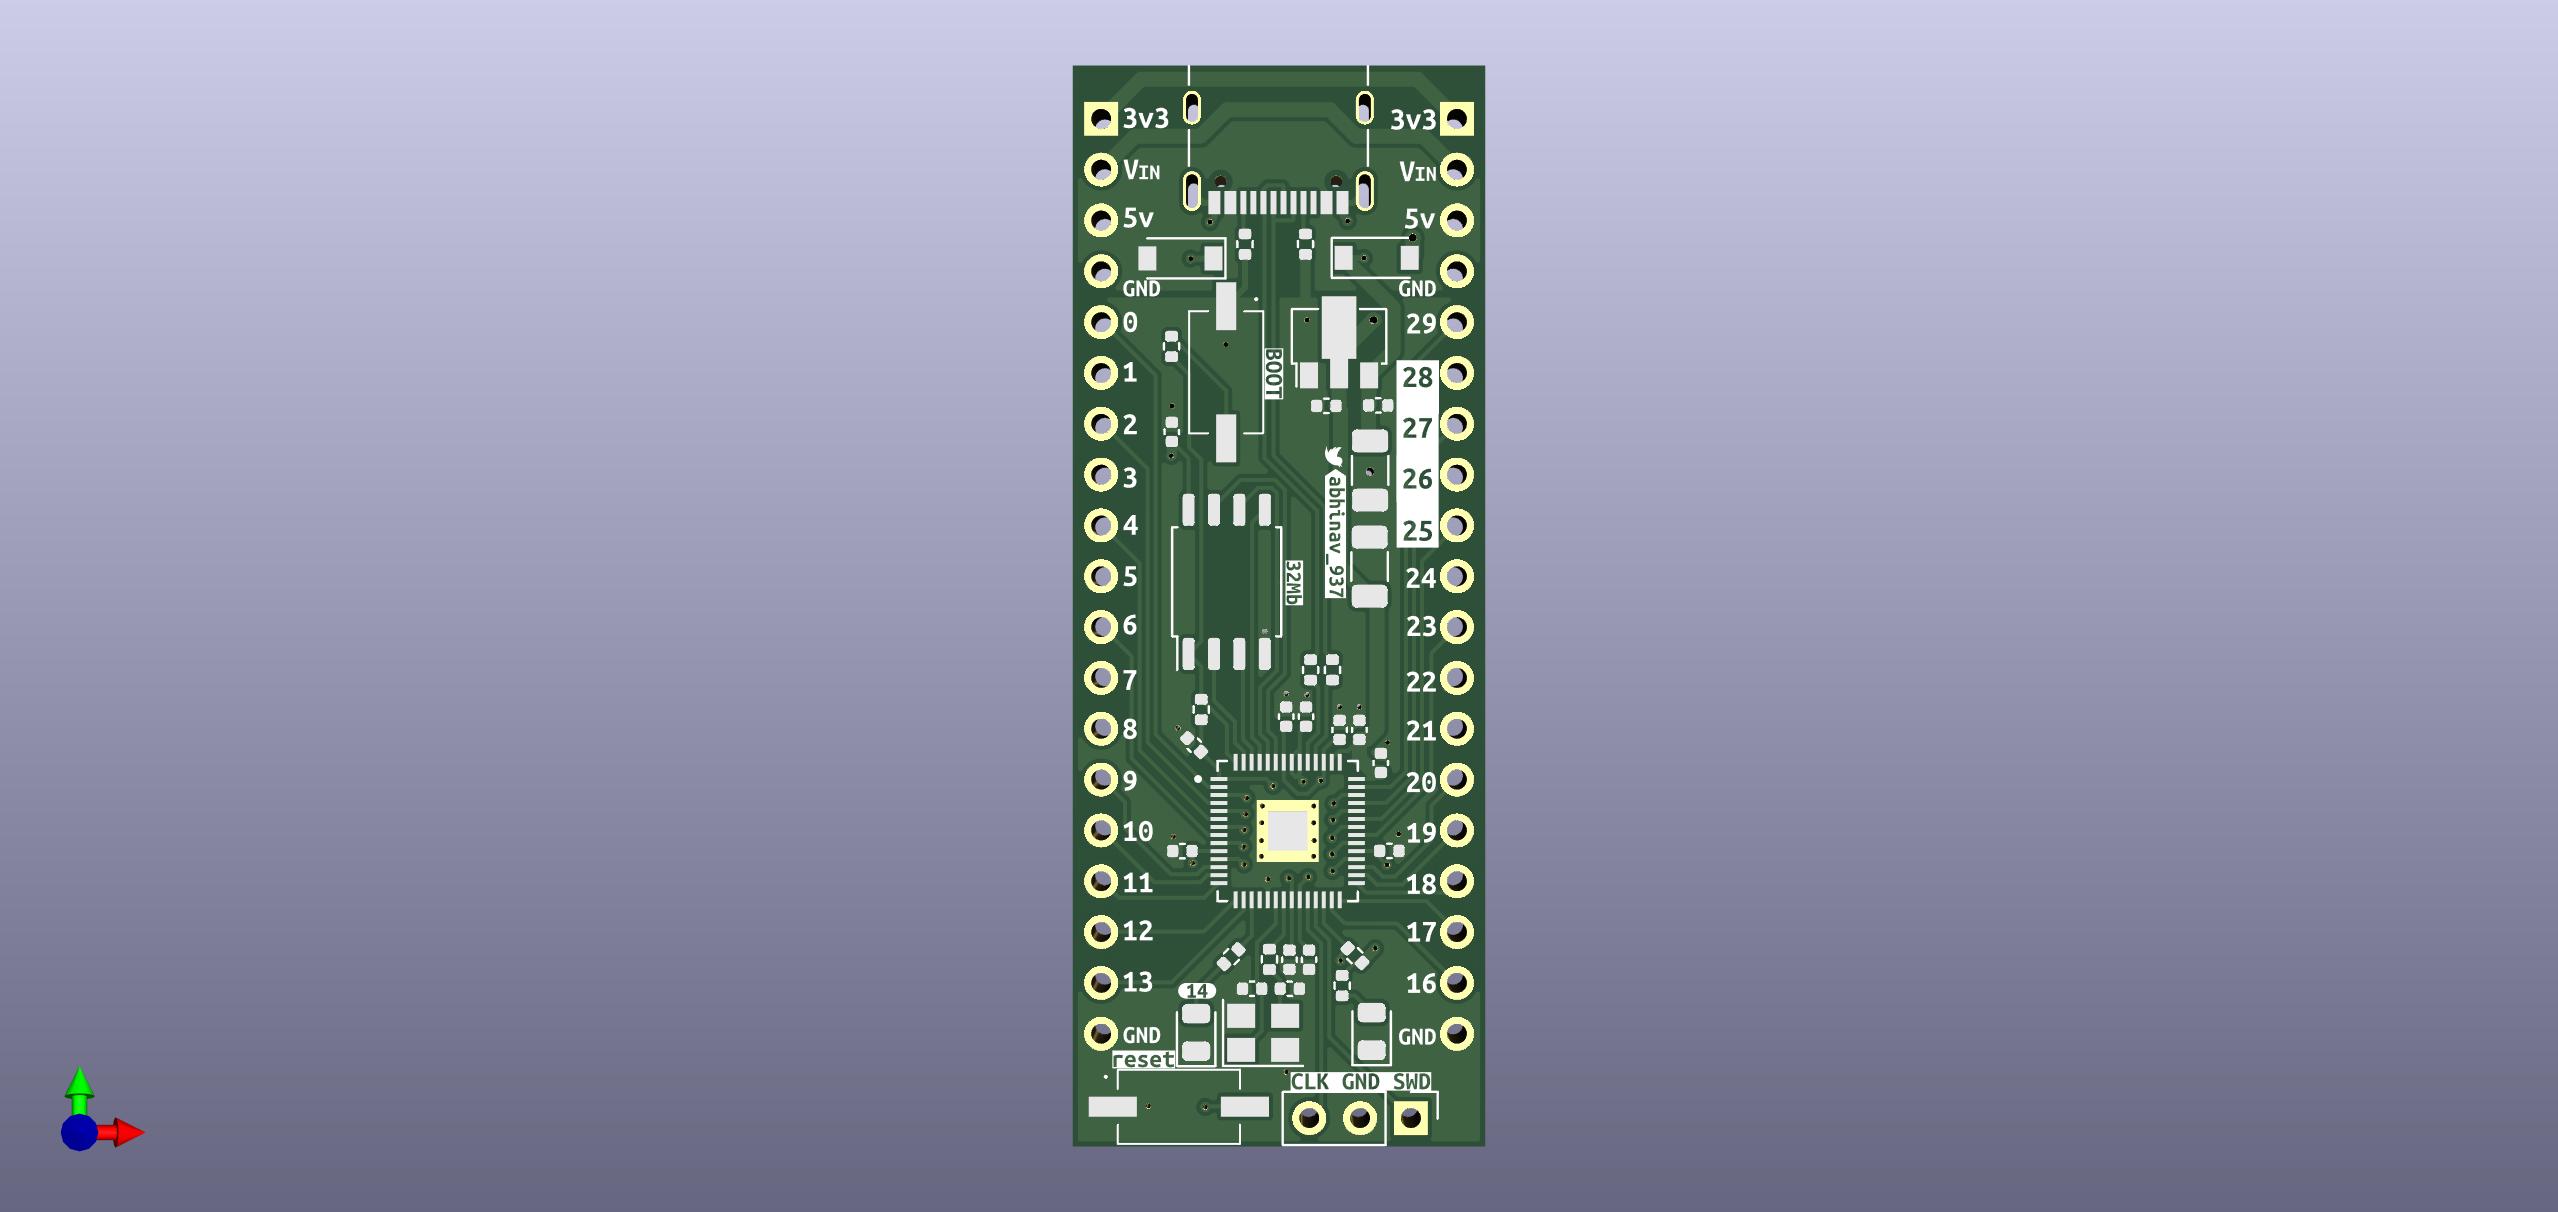 3v3 3v3
VIN VIN
5v 5v
GND GND
0 29
1 BOOT 28
2 27
3 26
abhinav_937
4 25
5 32Mb 24
6 23
7 22
8 21
9 20
10 19
11 18
12 17
13 16
14
GND GND
reset
CLK GND SWD